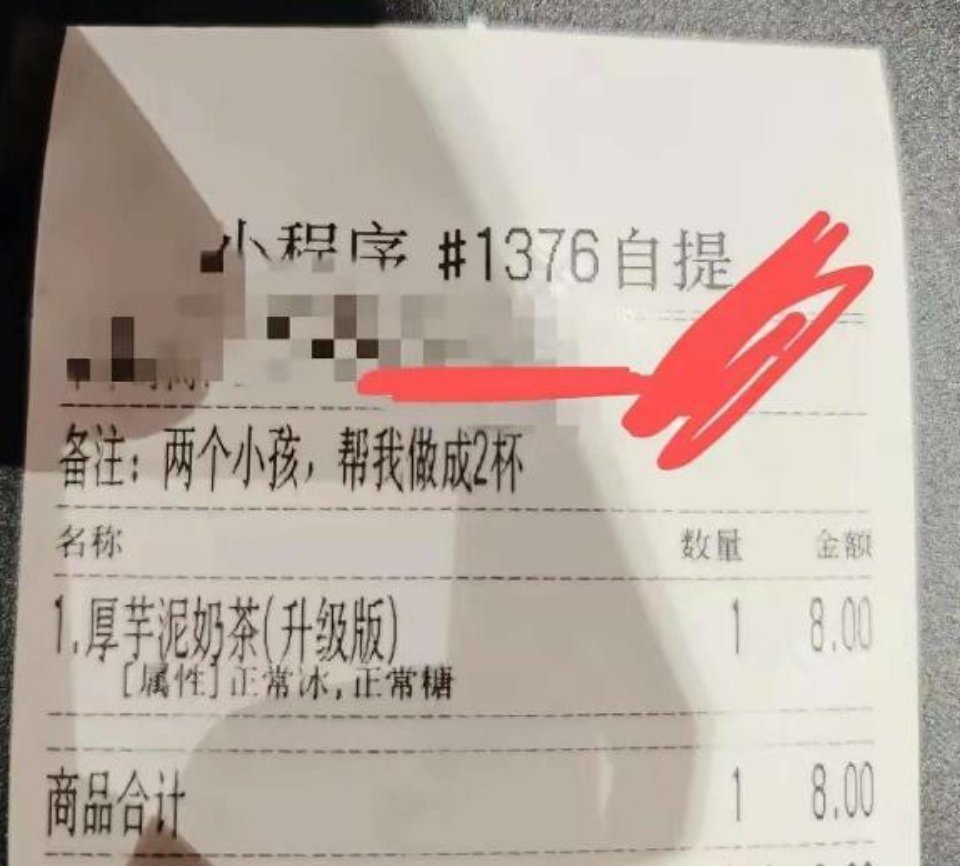 小程序 #1376自提
备注：两个小孩，帮我做成2杯
名称 数量 金额
1.厚芋泥奶茶(升级版) 1 8.00
[属性]正常冰,正常糖
商品合计 1 8.00